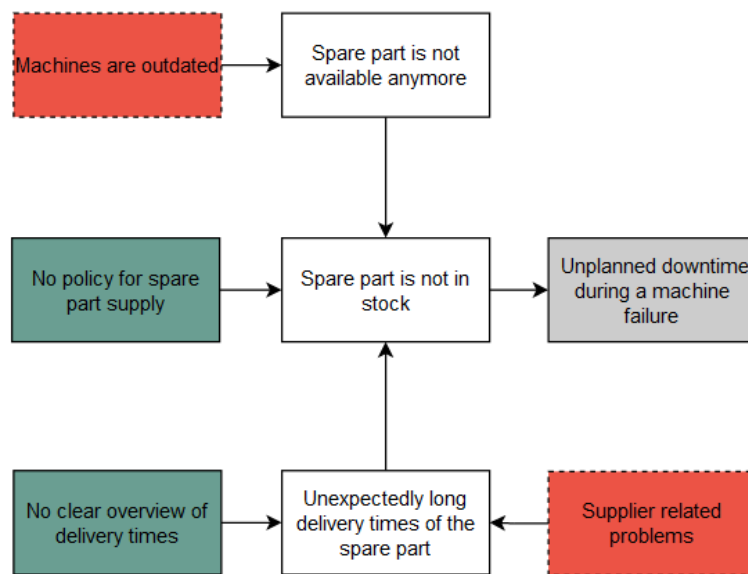 Machines are outdated
Spare part is not
available anymore
No policy for spare
part supply
Spare part is not in
stock
Unplanned downtime
during a machine
failure
No clear overview of
delivery times
Unexpectedly long
delivery times of the
spare part
Supplier related
problems